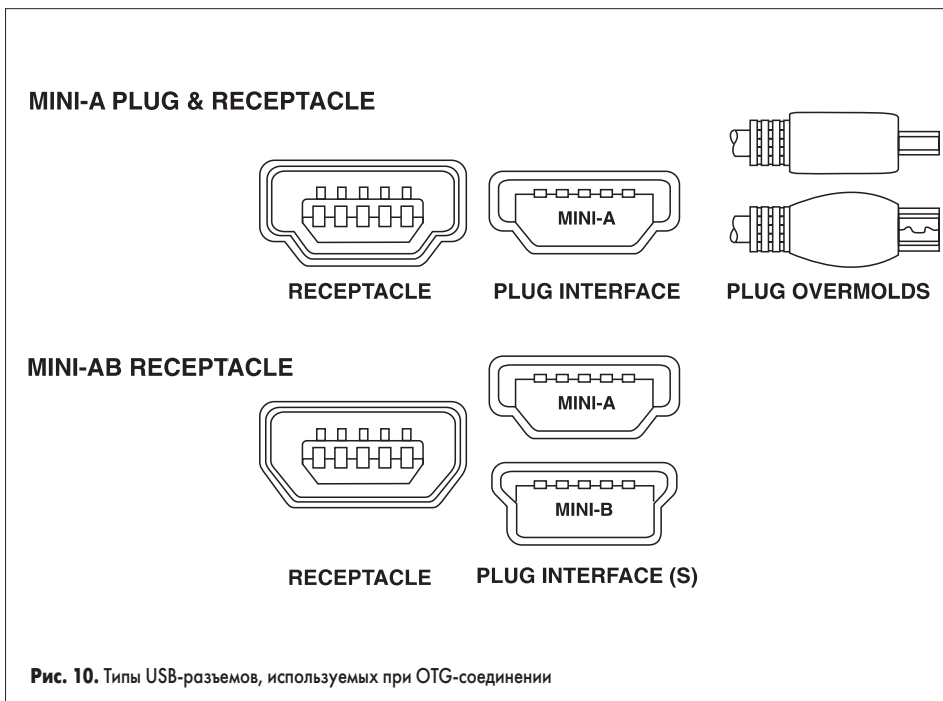 MINI-A PLUG & RECEPTACLE
MINI-A
RECEPTACLE
PLUG INTERFACE
PLUG OVERMOLDS
MINI-AB RECEPTACLE
MINI-A
MINI-B
RECEPTACLE
PLUG INTERFACE (S)
Рис. 10. Типы USB-разъемов, используемых при OTG-соединении